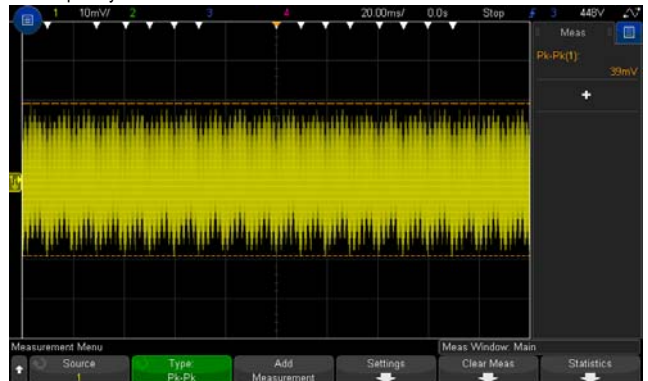 1 10mV/ 2 3 4 20.00ms/ 0.0s Stop 3 448V
Meas
Pk-Pk(1):
39mV
+
Measurement Menu
Meas Window: Main
Source Type: Add Settings Clear Meas Statistics
1 Pk-Pk Measurement